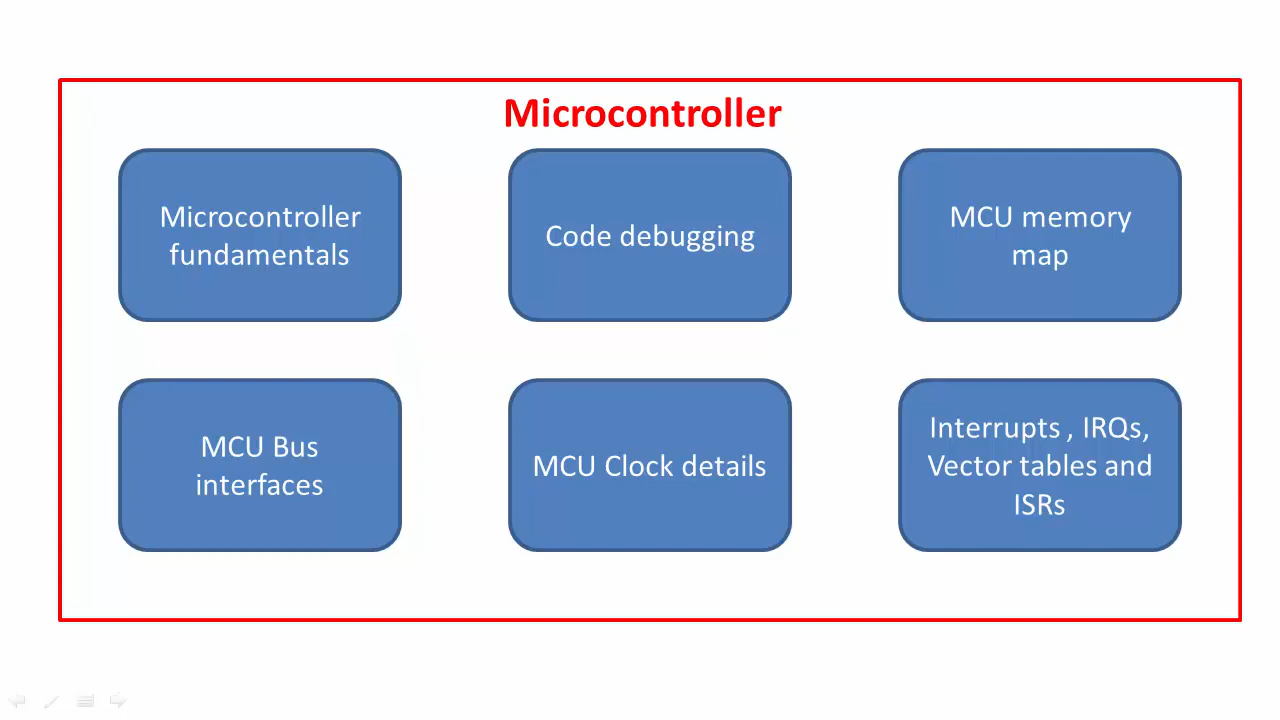 Microcontroller
Microcontroller
fundamentals
Code debugging
MCU memory
map
MCU Bus
interfaces
MCU Clock details
Interrupts , IRQs,
Vector tables and
ISRs